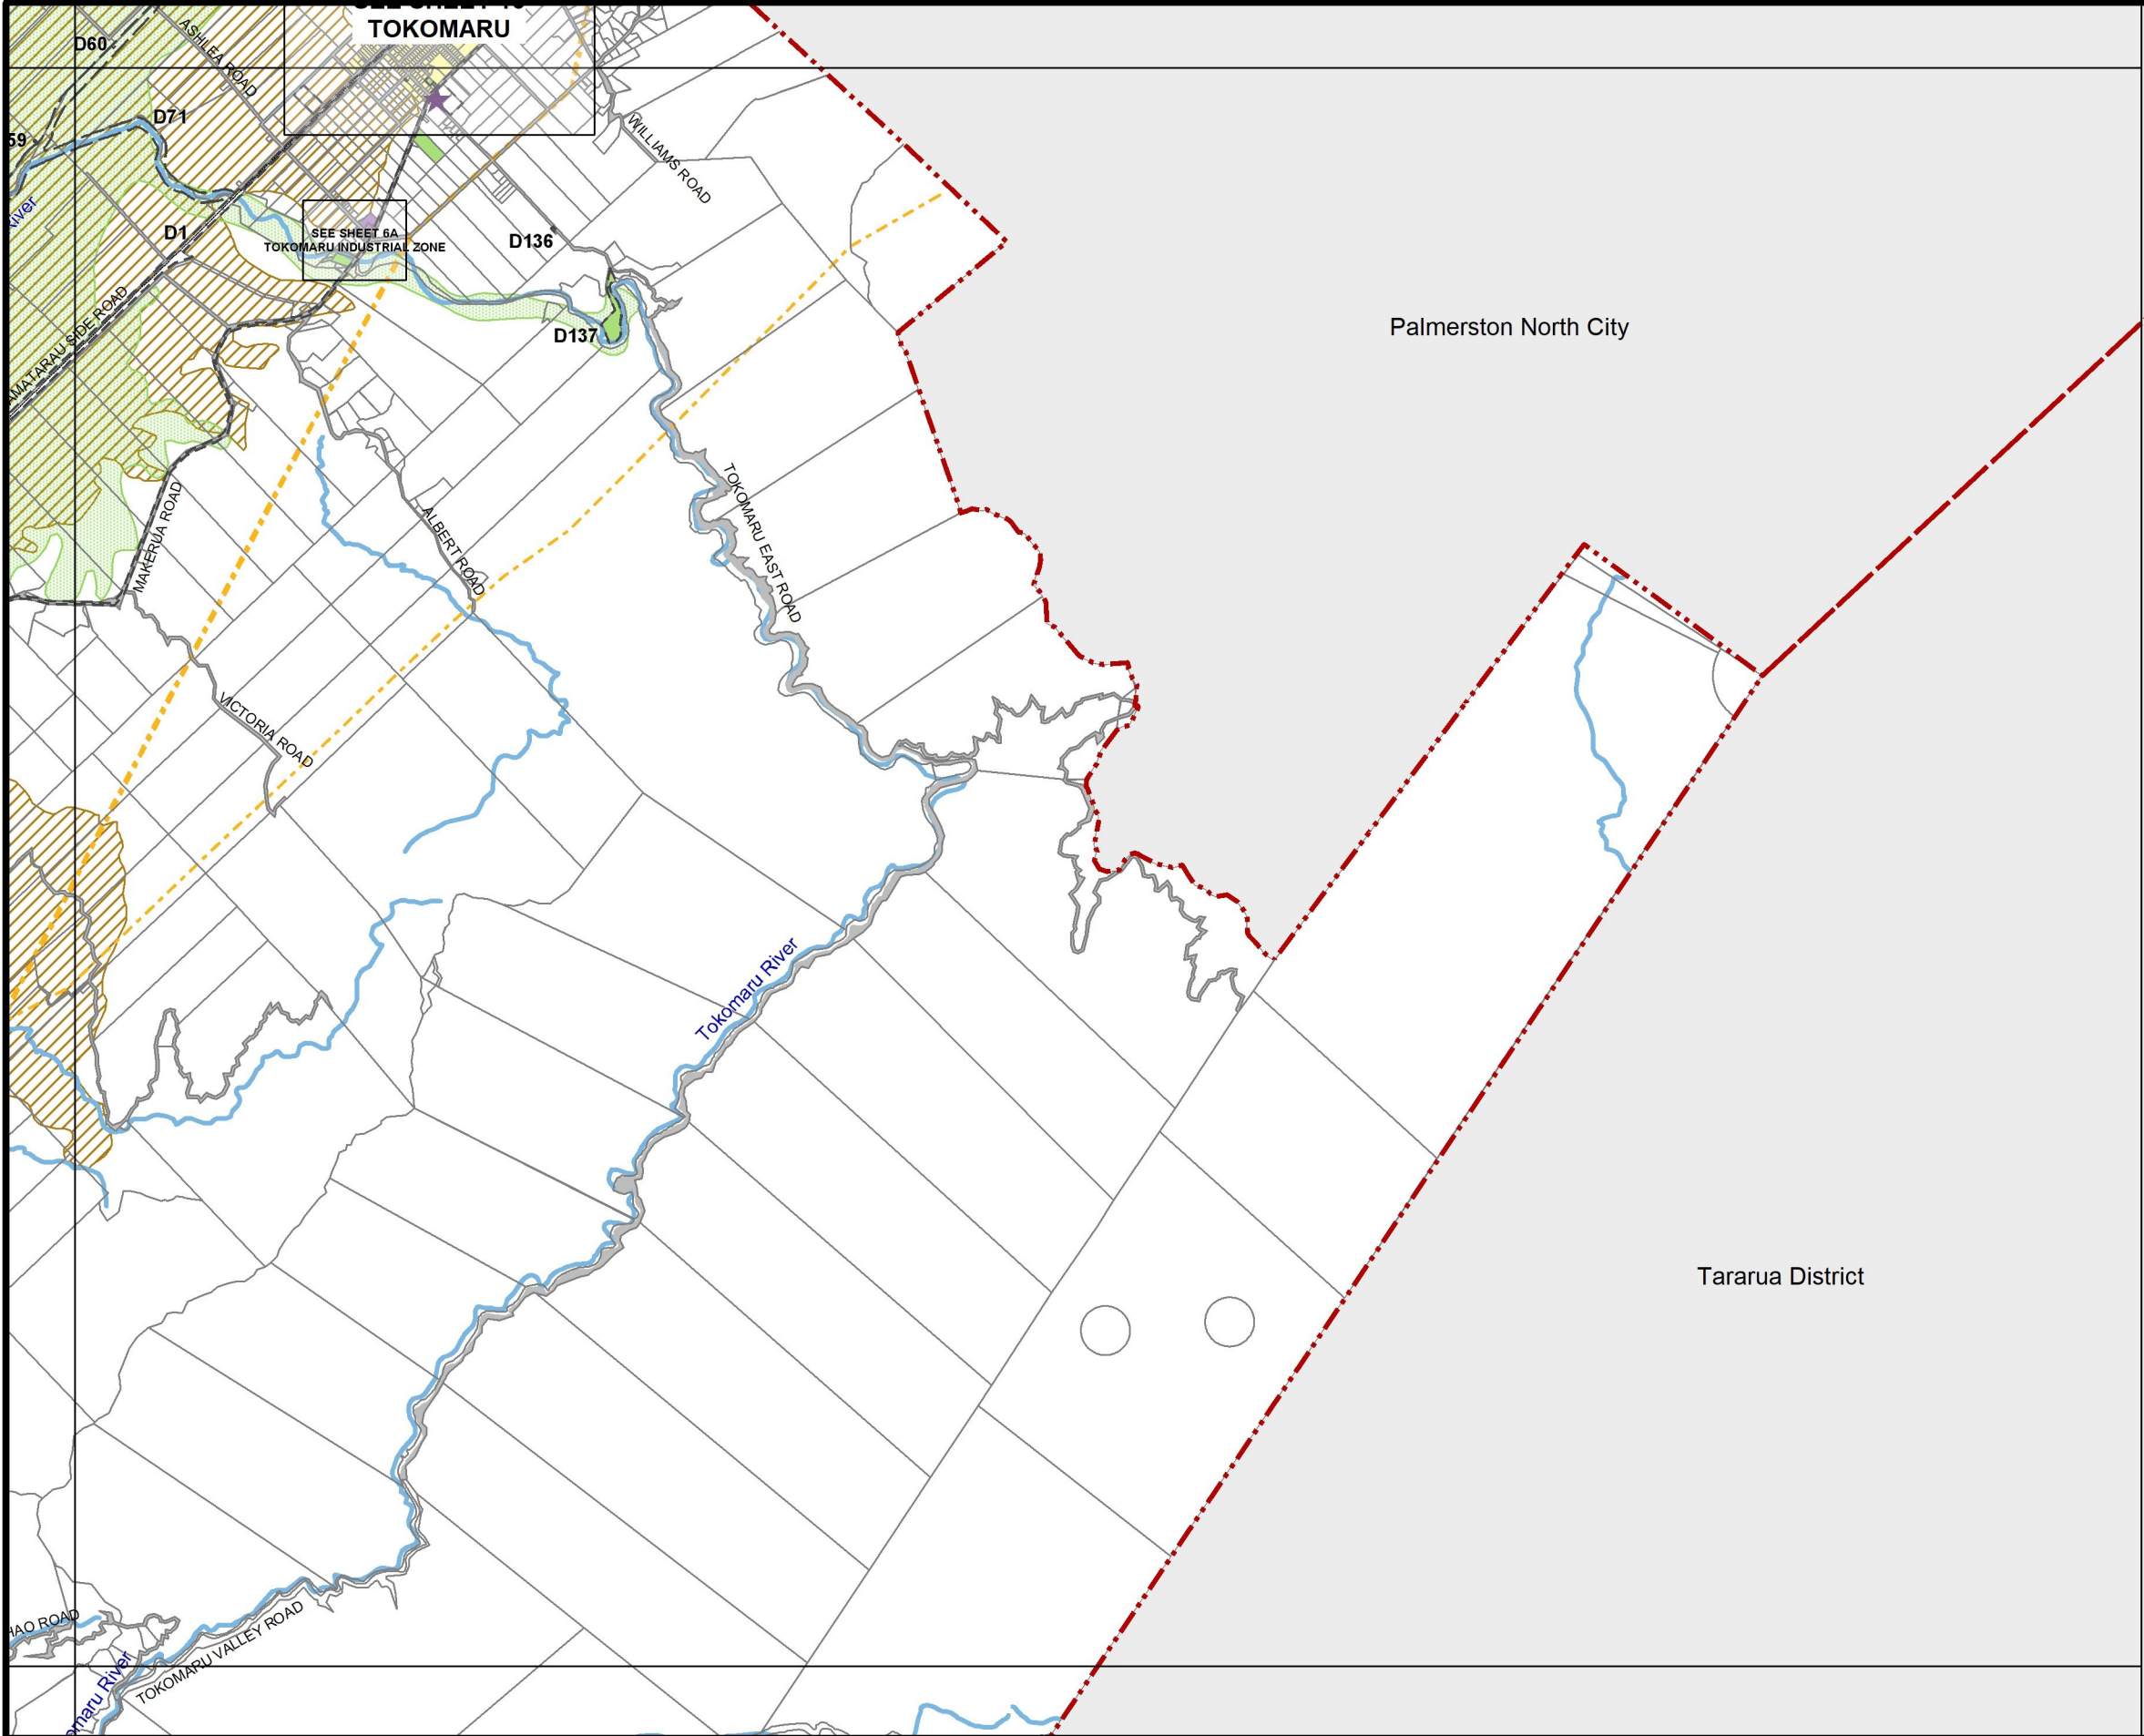 TOKOMARU
D60
ASHLEA ROAD
D71
59
WILLIAMS ROAD
River
D1
SEE SHEET 6A
TOKOMARU INDUSTRIAL ZONE
D136
D137
AMATARAU SIDE ROAD
Palmerston North City
MAKERUA ROAD
ALBERT ROAD
TOKOMARU EAST ROAD
VICTORIA ROAD
Tokomaru River
Tararua District
HAO ROAD
TOKOMARU VALLEY ROAD
omaru River